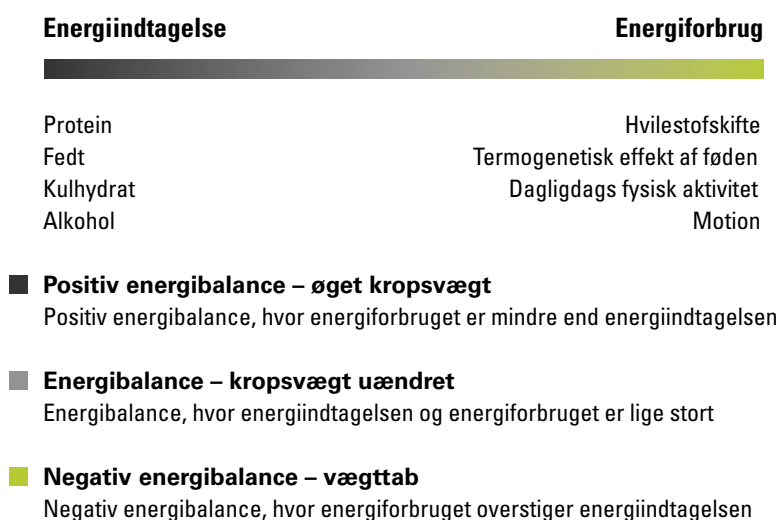 Energiindtagelse Energiforbrug
Protein Hvilestofskifte
Fedt Termogenetisk effekt af føden
Kulhydrat Dagligdags fysisk aktivitet
Alkohol Motion
Positiv energibalance – øget kropsvægt
Positiv energibalance, hvor energiforbruget er mindre end energiindtagelsen
Energibalance – kropsvægt uændret
Energibalance, hvor energiindtagelsen og energiforbruget er lige stort
Negativ energibalance – vægttab
Negativ energibalance, hvor energiforbruget overstiger energiindtagelsen